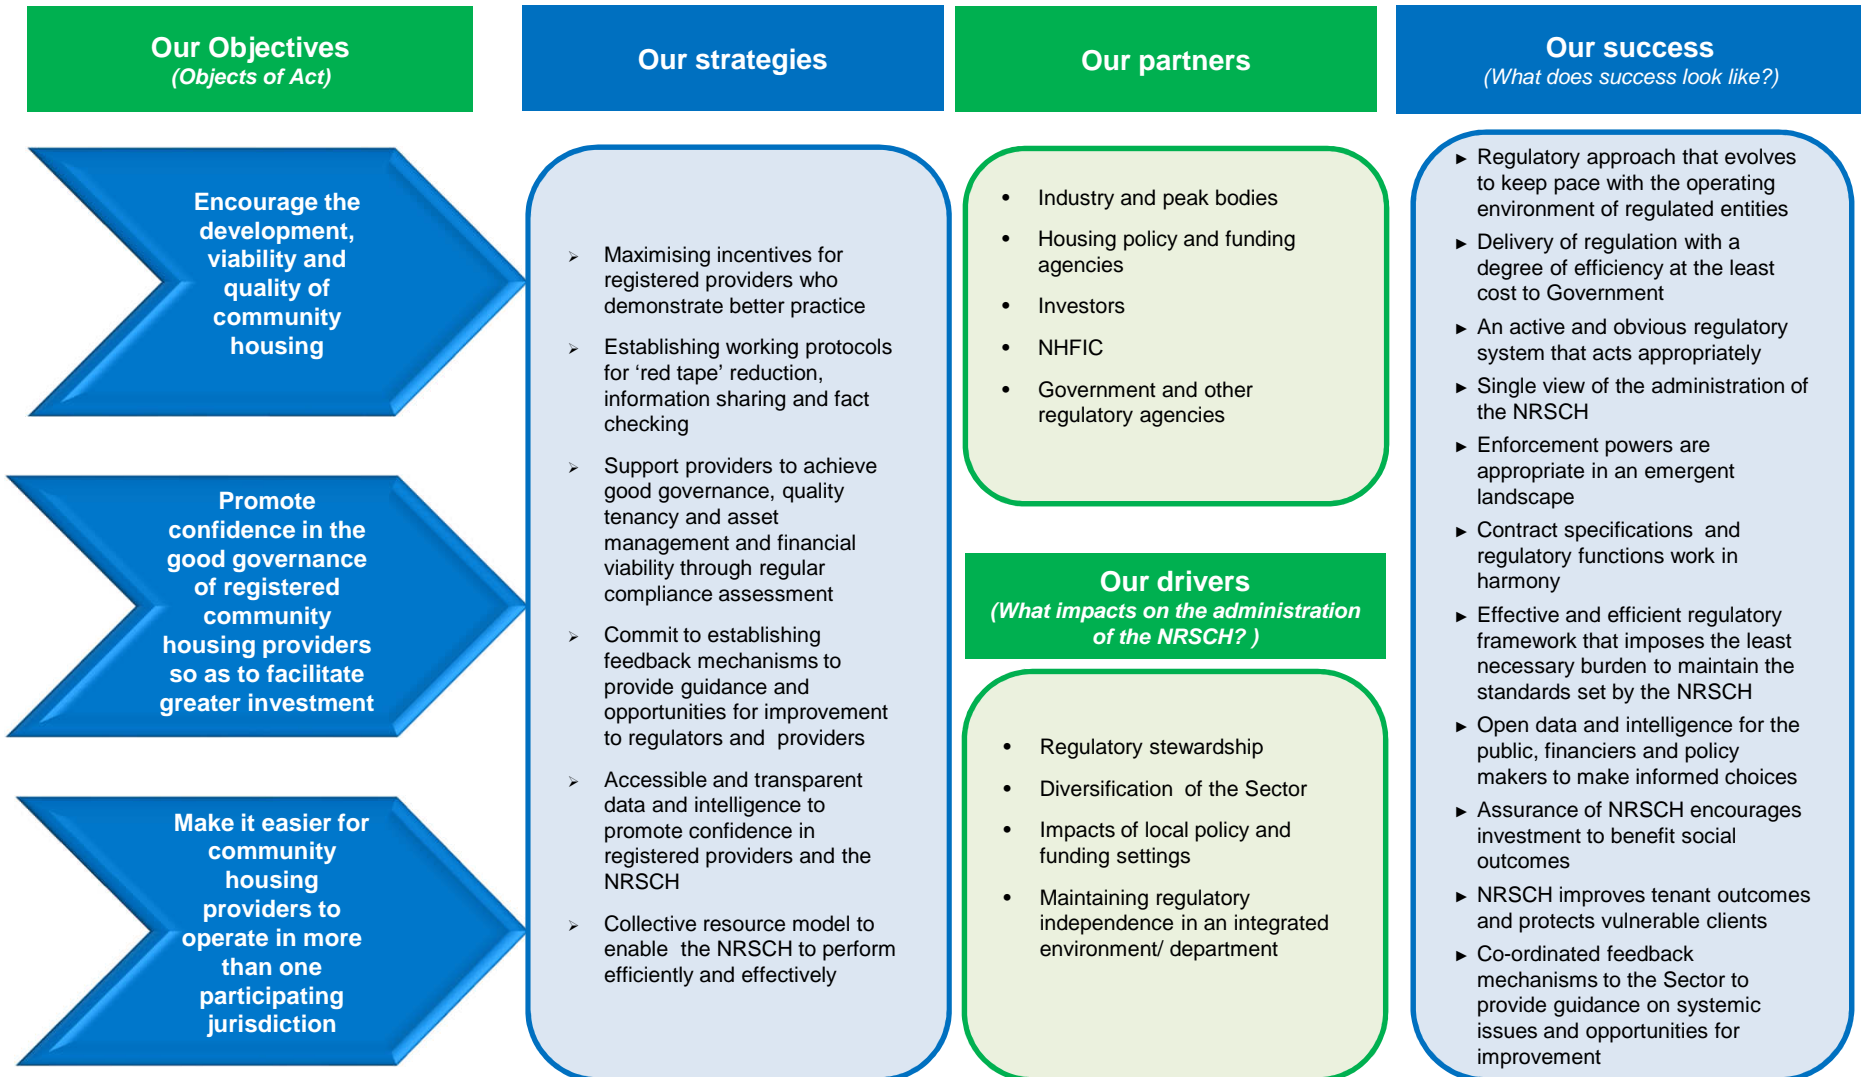 Our Objectives
(Objects of Act)
Encourage the
development,
viability and
quality of
community
housing
Promote
confidence in the
good governance
of registered
community
housing providers
so as to facilitate
greater investment
Make it easier for
community
housing
providers to
operate in more
than one
participating
jurisdiction
Our strategies
➢ Maximising incentives for
registered providers who
demonstrate better practice
➢ Establishing working protocols
for ‘red tape’ reduction,
information sharing and fact
checking
➢ Support providers to achieve
good governance, quality
tenancy and asset
management and financial
viability through regular
compliance assessment
➢ Commit to establishing
feedback mechanisms to
provide guidance and
opportunities for improvement
to regulators and providers
➢ Accessible and transparent
data and intelligence to
promote confidence in
registered providers and the
NRSCH
➢ Collective resource model to
enable the NRSCH to perform
efficiently and effectively
Our partners
• Industry and peak bodies
• Housing policy and funding
agencies
• Investors
• NHFIC
• Government and other
regulatory agencies
Our drivers
(What impacts on the administration
of the NRSCH? )
• Regulatory stewardship
• Diversification of the Sector
• Impacts of local policy and
funding settings
• Maintaining regulatory
independence in an integrated
environment/ department
Our success
(What does success look like?)
► Regulatory approach that evolves
to keep pace with the operating
environment of regulated entities
► Delivery of regulation with a
degree of efficiency at the least
cost to Government
► An active and obvious regulatory
system that acts appropriately
► Single view of the administration of
the NRSCH
► Enforcement powers are
appropriate in an emergent
landscape
► Contract specifications and
regulatory functions work in
harmony
► Effective and efficient regulatory
framework that imposes the least
necessary burden to maintain the
standards set by the NRSCH
► Open data and intelligence for the
public, financiers and policy
makers to make informed choices
► Assurance of NRSCH encourages
investment to benefit social
outcomes
► NRSCH improves tenant outcomes
and protects vulnerable clients
► Co-ordinated feedback
mechanisms to the Sector to
provide guidance on systemic
issues and opportunities for
improvement